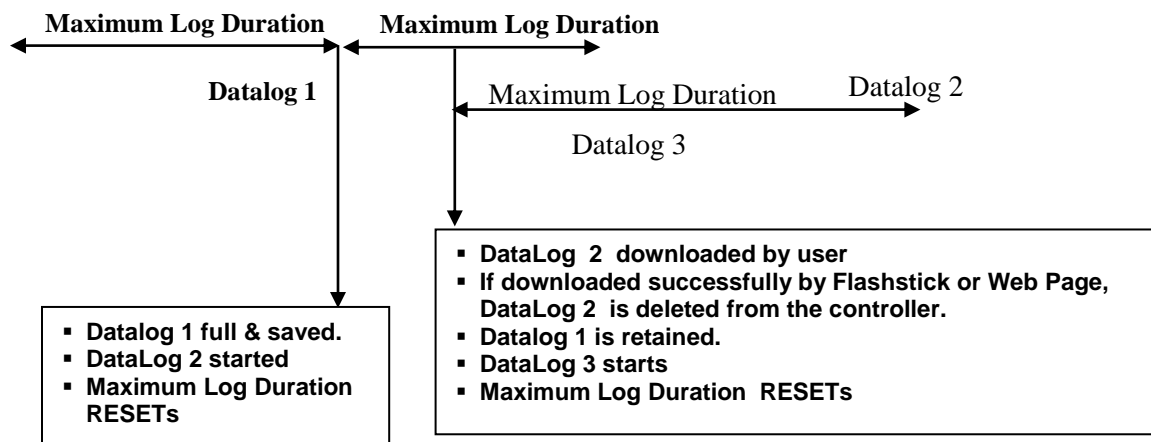 Maximum Log Duration
Maximum Log Duration
Datalog 1
Maximum Log Duration
Datalog 2
Datalog 3
▪ DataLog 2 downloaded by user
▪ If downloaded successfully by Flashstick or Web Page,
DataLog 2 is deleted from the controller.
▪ Datalog 1 is retained.
▪ DataLog 3 starts
▪ Maximum Log Duration RESETs
▪ Datalog 1 full & saved.
▪ DataLog 2 started
▪ Maximum Log Duration
RESETs